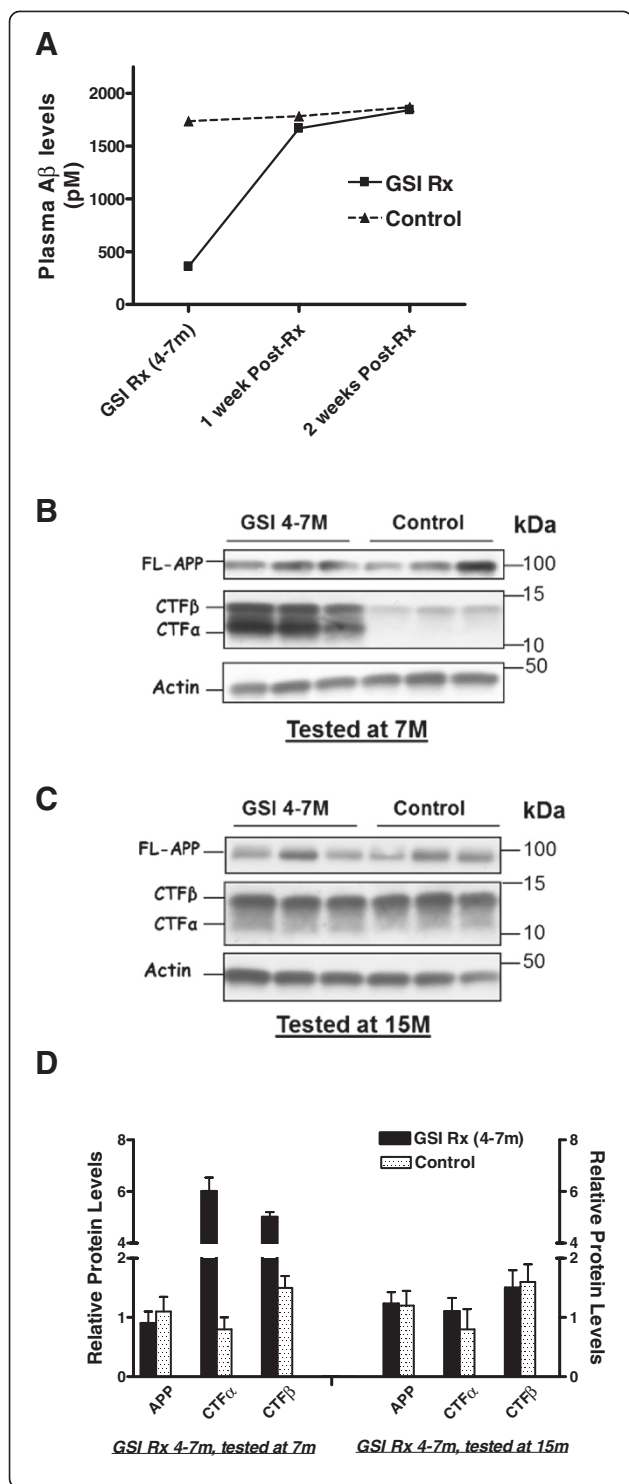 A
Plasma Aβ levels
(pM)
2000
1500
1000
500
0
GSI Rx
Control
GSI Rx (4-7m)
1 week Post-Rx
2 weeks Post-Rx
B
GSI 4-7M
Control
kDa
FL-APP
100
CTFβ
15
CTFα
10
50
Actin
Tested at 7M
C
GSI 4-7M
Control
kDa
FL-APP
100
CTFβ
15
CTFα
10
50
Actin
Tested at 15M
D
GSI Rx (4-7m)
Control
Relative Protein Levels
8
6
4
2
1
0
8
6
4
2
1
0
Relative Protein Levels
APP
CTFα
CTFβ
APP
CTFα
CTFβ
GSI Rx 4-7m, tested at 7m
GSI Rx 4-7m, tested at 15m